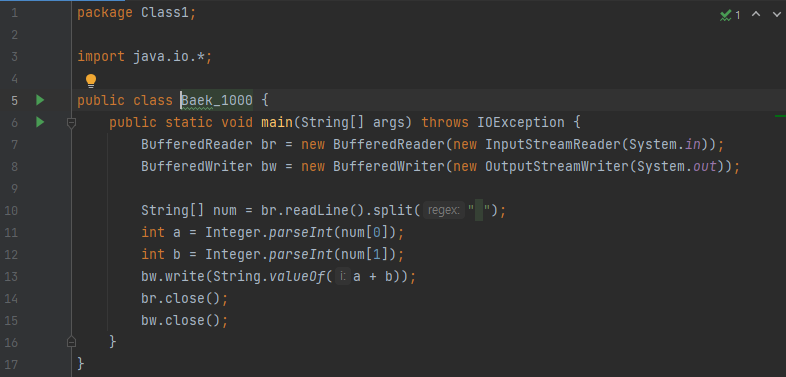 1 package Class1;
2
3 import java.io.*;
4
5 public class Baek_1000 {
6 public static void main(String[] args) throws IOException {
7 BufferedReader br = new BufferedReader(new InputStreamReader(System.in));
8 BufferedWriter bw = new BufferedWriter(new OutputStreamWriter(System.out));
9
10 String[] num = br.readLine().split( regex: " ");
11 int a = Integer.parseInt(num[0]);
12 int b = Integer.parseInt(num[1]);
13 bw.write(String.valueOf( i: a + b));
14 br.close();
15 bw.close();
16 }
17 }
1